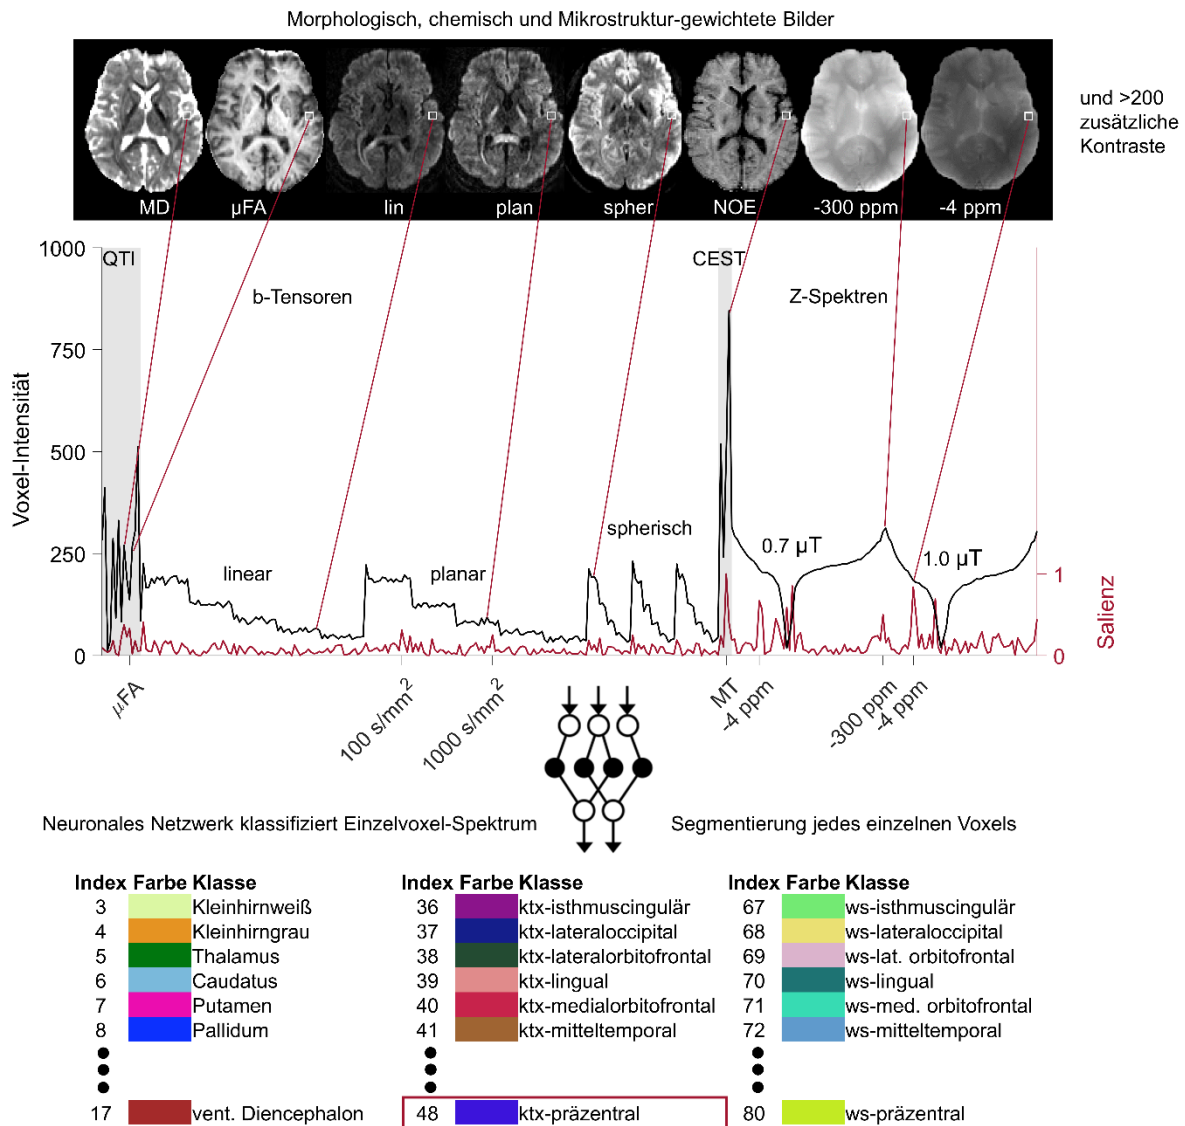 Morphologisch, chemisch und Mikrostruktur-gewichtete Bilder
MD µFA lin plan spher NOE -300 ppm -4 ppm
und >200
zusätzliche
Kontraste
1000
750
500
250
0
Voxel-Intensität
QTI
b-Tensoren
CEST
Z-Spektren
linear
planar
spherisch
0.7 µT
1.0 µT
1
0
Salienz
µFA
100 s/mm²
1000 s/mm²
MT
-4 ppm
-300 ppm
-4 ppm
Neuronales Netzwerk klassifiziert Einzelvoxel-Spektrum
Segmentierung jedes einzelnen Voxels
Index Farbe Klasse
3 Kleinhirnweiß
4 Kleinhirngrau
5 Thalamus
6 Caudatus
7 Putamen
8 Pallidum
17 vent. Diencephalon
Index Farbe Klasse
36 ktx-isthmuscingulär
37 ktx-lateraloccipital
38 ktx-lateralorbitofrontal
39 ktx-lingual
40 ktx-medialorbitofrontal
41 ktx-mitteltemporal
48 ktx-präzentral
Index Farbe Klasse
67 ws-isthmuscingulär
68 ws-lateraloccipital
69 ws-lat. orbitofrontal
70 ws-lingual
71 ws-med. orbitofrontal
72 ws-mitteltemporal
80 ws-präzentral